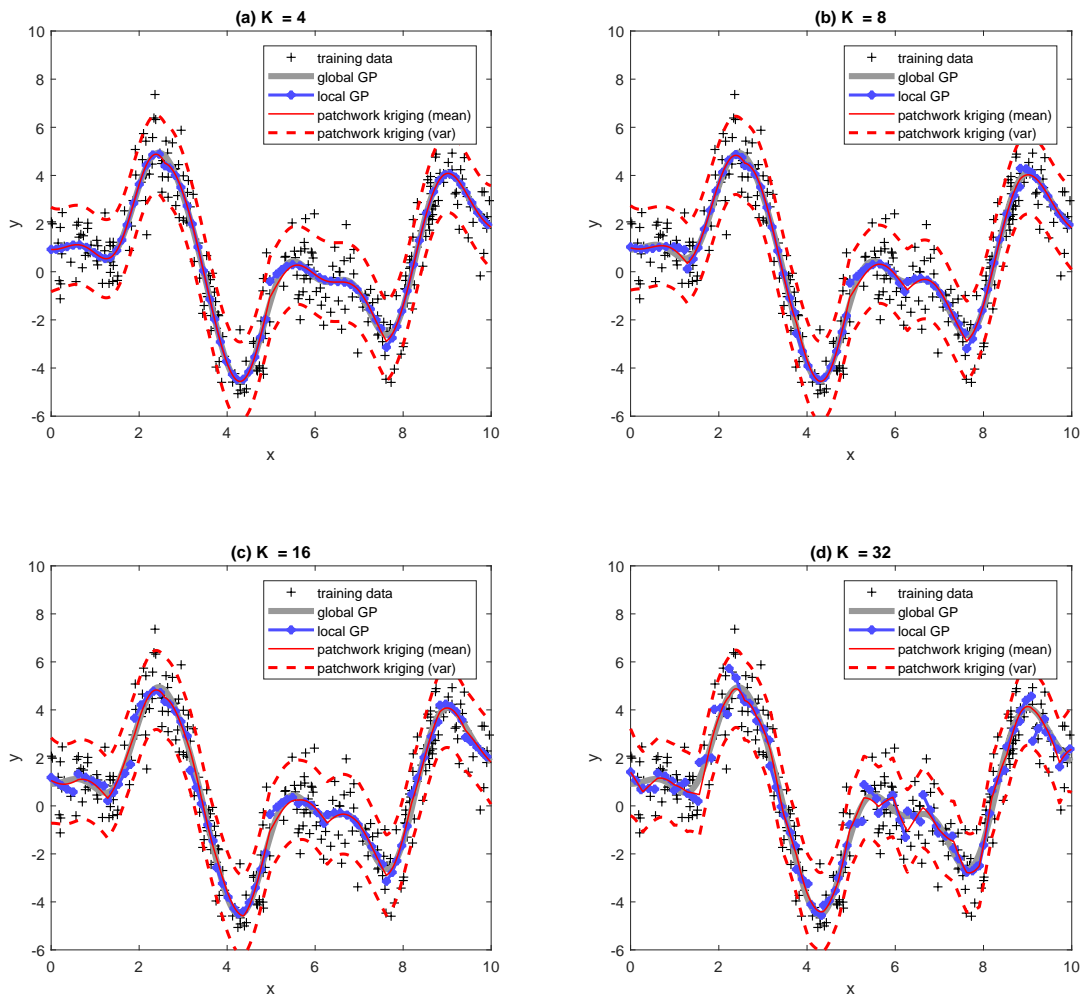 (a) K = 4
10
8
6
4
2
0
-2
-4
-6
y
0 2 4 6 8 10
x
training data
global GP
local GP
patchwork kriging (mean)
patchwork kriging (var)
(b) K = 8
10
8
6
4
2
0
-2
-4
-6
y
0 2 4 6 8 10
x
training data
global GP
local GP
patchwork kriging (mean)
patchwork kriging (var)
(c) K = 16
10
8
6
4
2
0
-2
-4
-6
y
0 2 4 6 8 10
x
training data
global GP
local GP
patchwork kriging (mean)
patchwork kriging (var)
(d) K = 32
10
8
6
4
2
0
-2
-4
-6
y
0 2 4 6 8 10
x
training data
global GP
local GP
patchwork kriging (mean)
patchwork kriging (var)